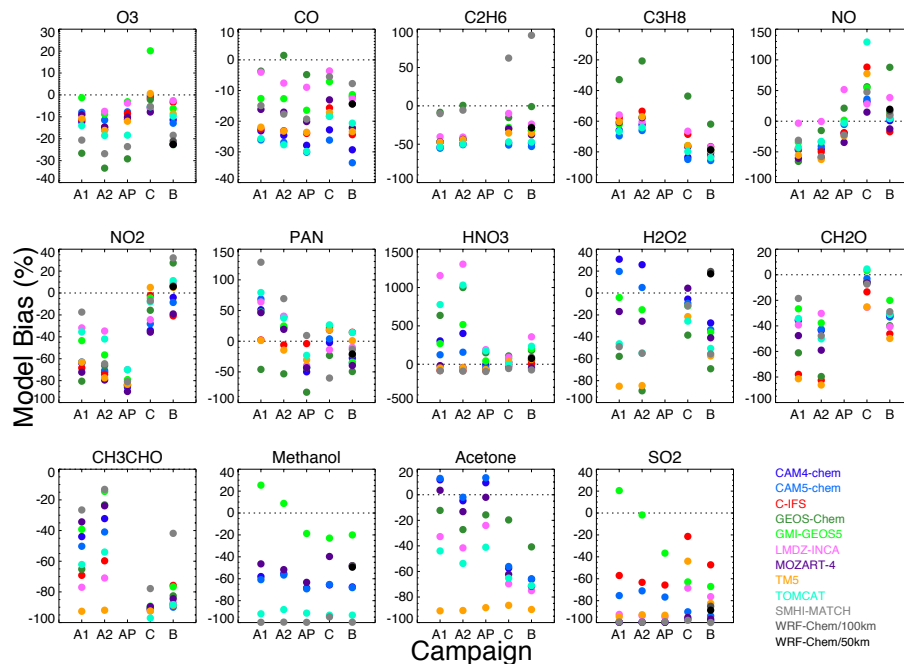 O3 CO C2H6 C3H8 NO
30 20 10 0 -10 -20 -30 -40
10 0 -10 -20 -30 -40
100 50 0 -50 -100
0 -20 -40 -60 -80 -100
150 100 50 0 -50 -100
A1 A2 AP C B A1 A2 AP C B A1 A2 AP C B A1 A2 AP C B A1 A2 AP C B
NO2 PAN HNO3 H2O2 CH2O
40 20 0 -20 -40 -60 -80 -100
150 100 50 0 -50 -100
1500 1000 500 0 -500
40 20 0 -20 -40 -60 -80 -100
20 0 -20 -40 -60 -80 -100
A1 A2 AP C B A1 A2 AP C B A1 A2 AP C B A1 A2 AP C B A1 A2 AP C B
Model Bias (%)
CH3CHO Methanol Acetone SO2
0 -20 -40 -60 -80 -100
40 20 0 -20 -40 -60 -80 -100
20 0 -20 -40 -60 -80 -100
40 20 0 -20 -40 -60 -80 -100
A1 A2 AP C B A1 A2 AP C B A1 A2 AP C B A1 A2 AP C B
Campaign
CAM4-chem
CAM5-chem
C-IFS
GEOS-Chem
GMI-GEOS5
LMDZ-INCA
MOZART-4
TM5
TOMCAT
SMHI-MATCH
WRF-Chem/100km
WRF-Chem/50km